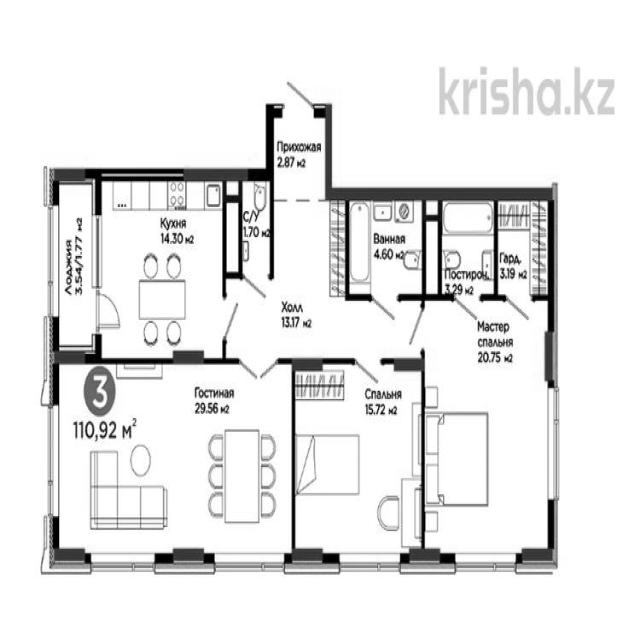 krisha.kz
Прихожая
2.87 м2
Кухня
14.30 м2
С/У
1.70 м2
Ванная
4.60 м2
Постироч.
3.29 м2
Гард.
3.19 м2
Лоджия
3.54/1.77 м2
Холл
13.17 м2
Мастер
спальня
20.75 м2
3
110,92 м2
Гостиная
29.56 м2
Спальня
15.72 м2